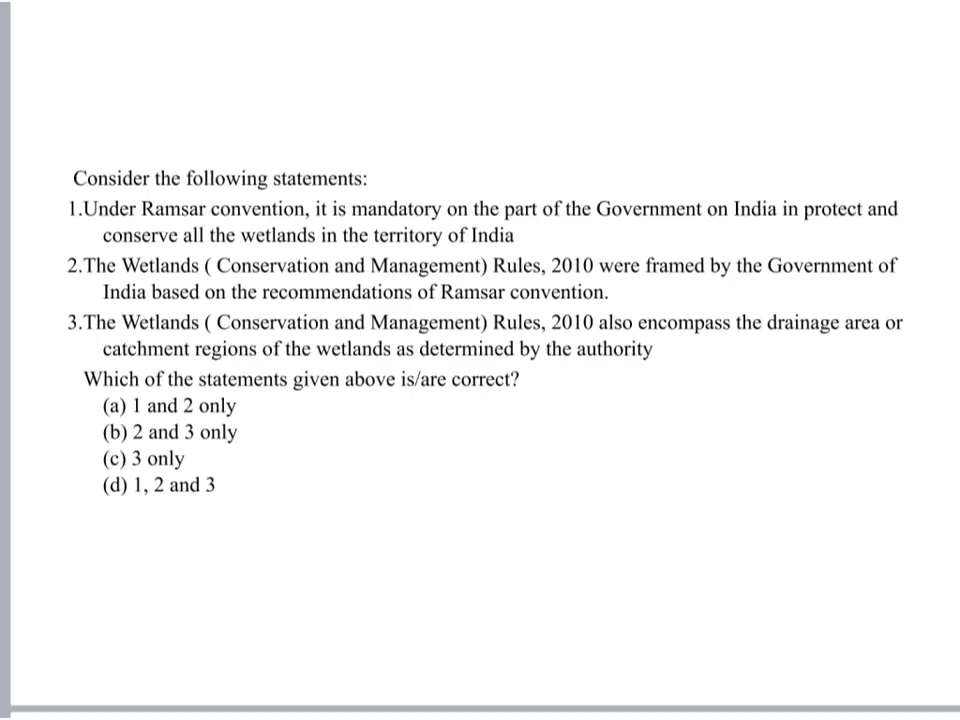 Consider the following statements:
1.Under Ramsar convention, it is mandatory on the part of the Government on India in protect and
conserve all the wetlands in the territory of India
2.The Wetlands ( Conservation and Management) Rules, 2010 were framed by the Government of
India based on the recommendations of Ramsar convention.
3.The Wetlands ( Conservation and Management) Rules, 2010 also encompass the drainage area or
catchment regions of the wetlands as determined by the authority
Which of the statements given above is/are correct?
(a) 1 and 2 only
(b) 2 and 3 only
(c) 3 only
(d) 1, 2 and 3